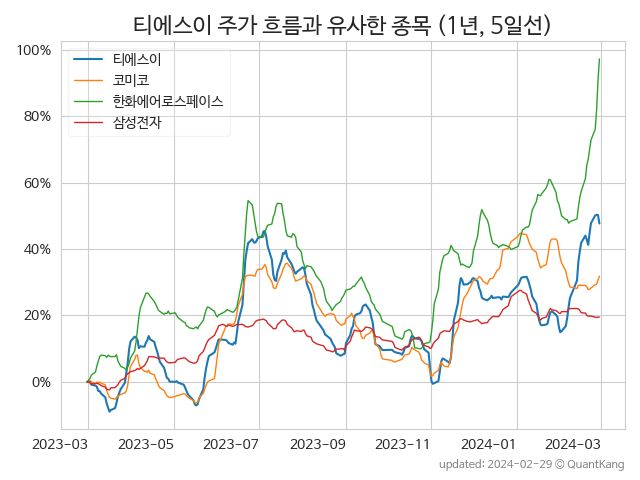 티에스이 주가 흐름과 유사한 종목 (1년, 5일선)
100%
80%
60%
40%
20%
0%
티에스이
코미코
한화에어로스페이스
삼성전자
2023-03 2023-05 2023-07 2023-09 2023-11 2024-01 2024-03
updated: 2024-02-29 © QuantKang